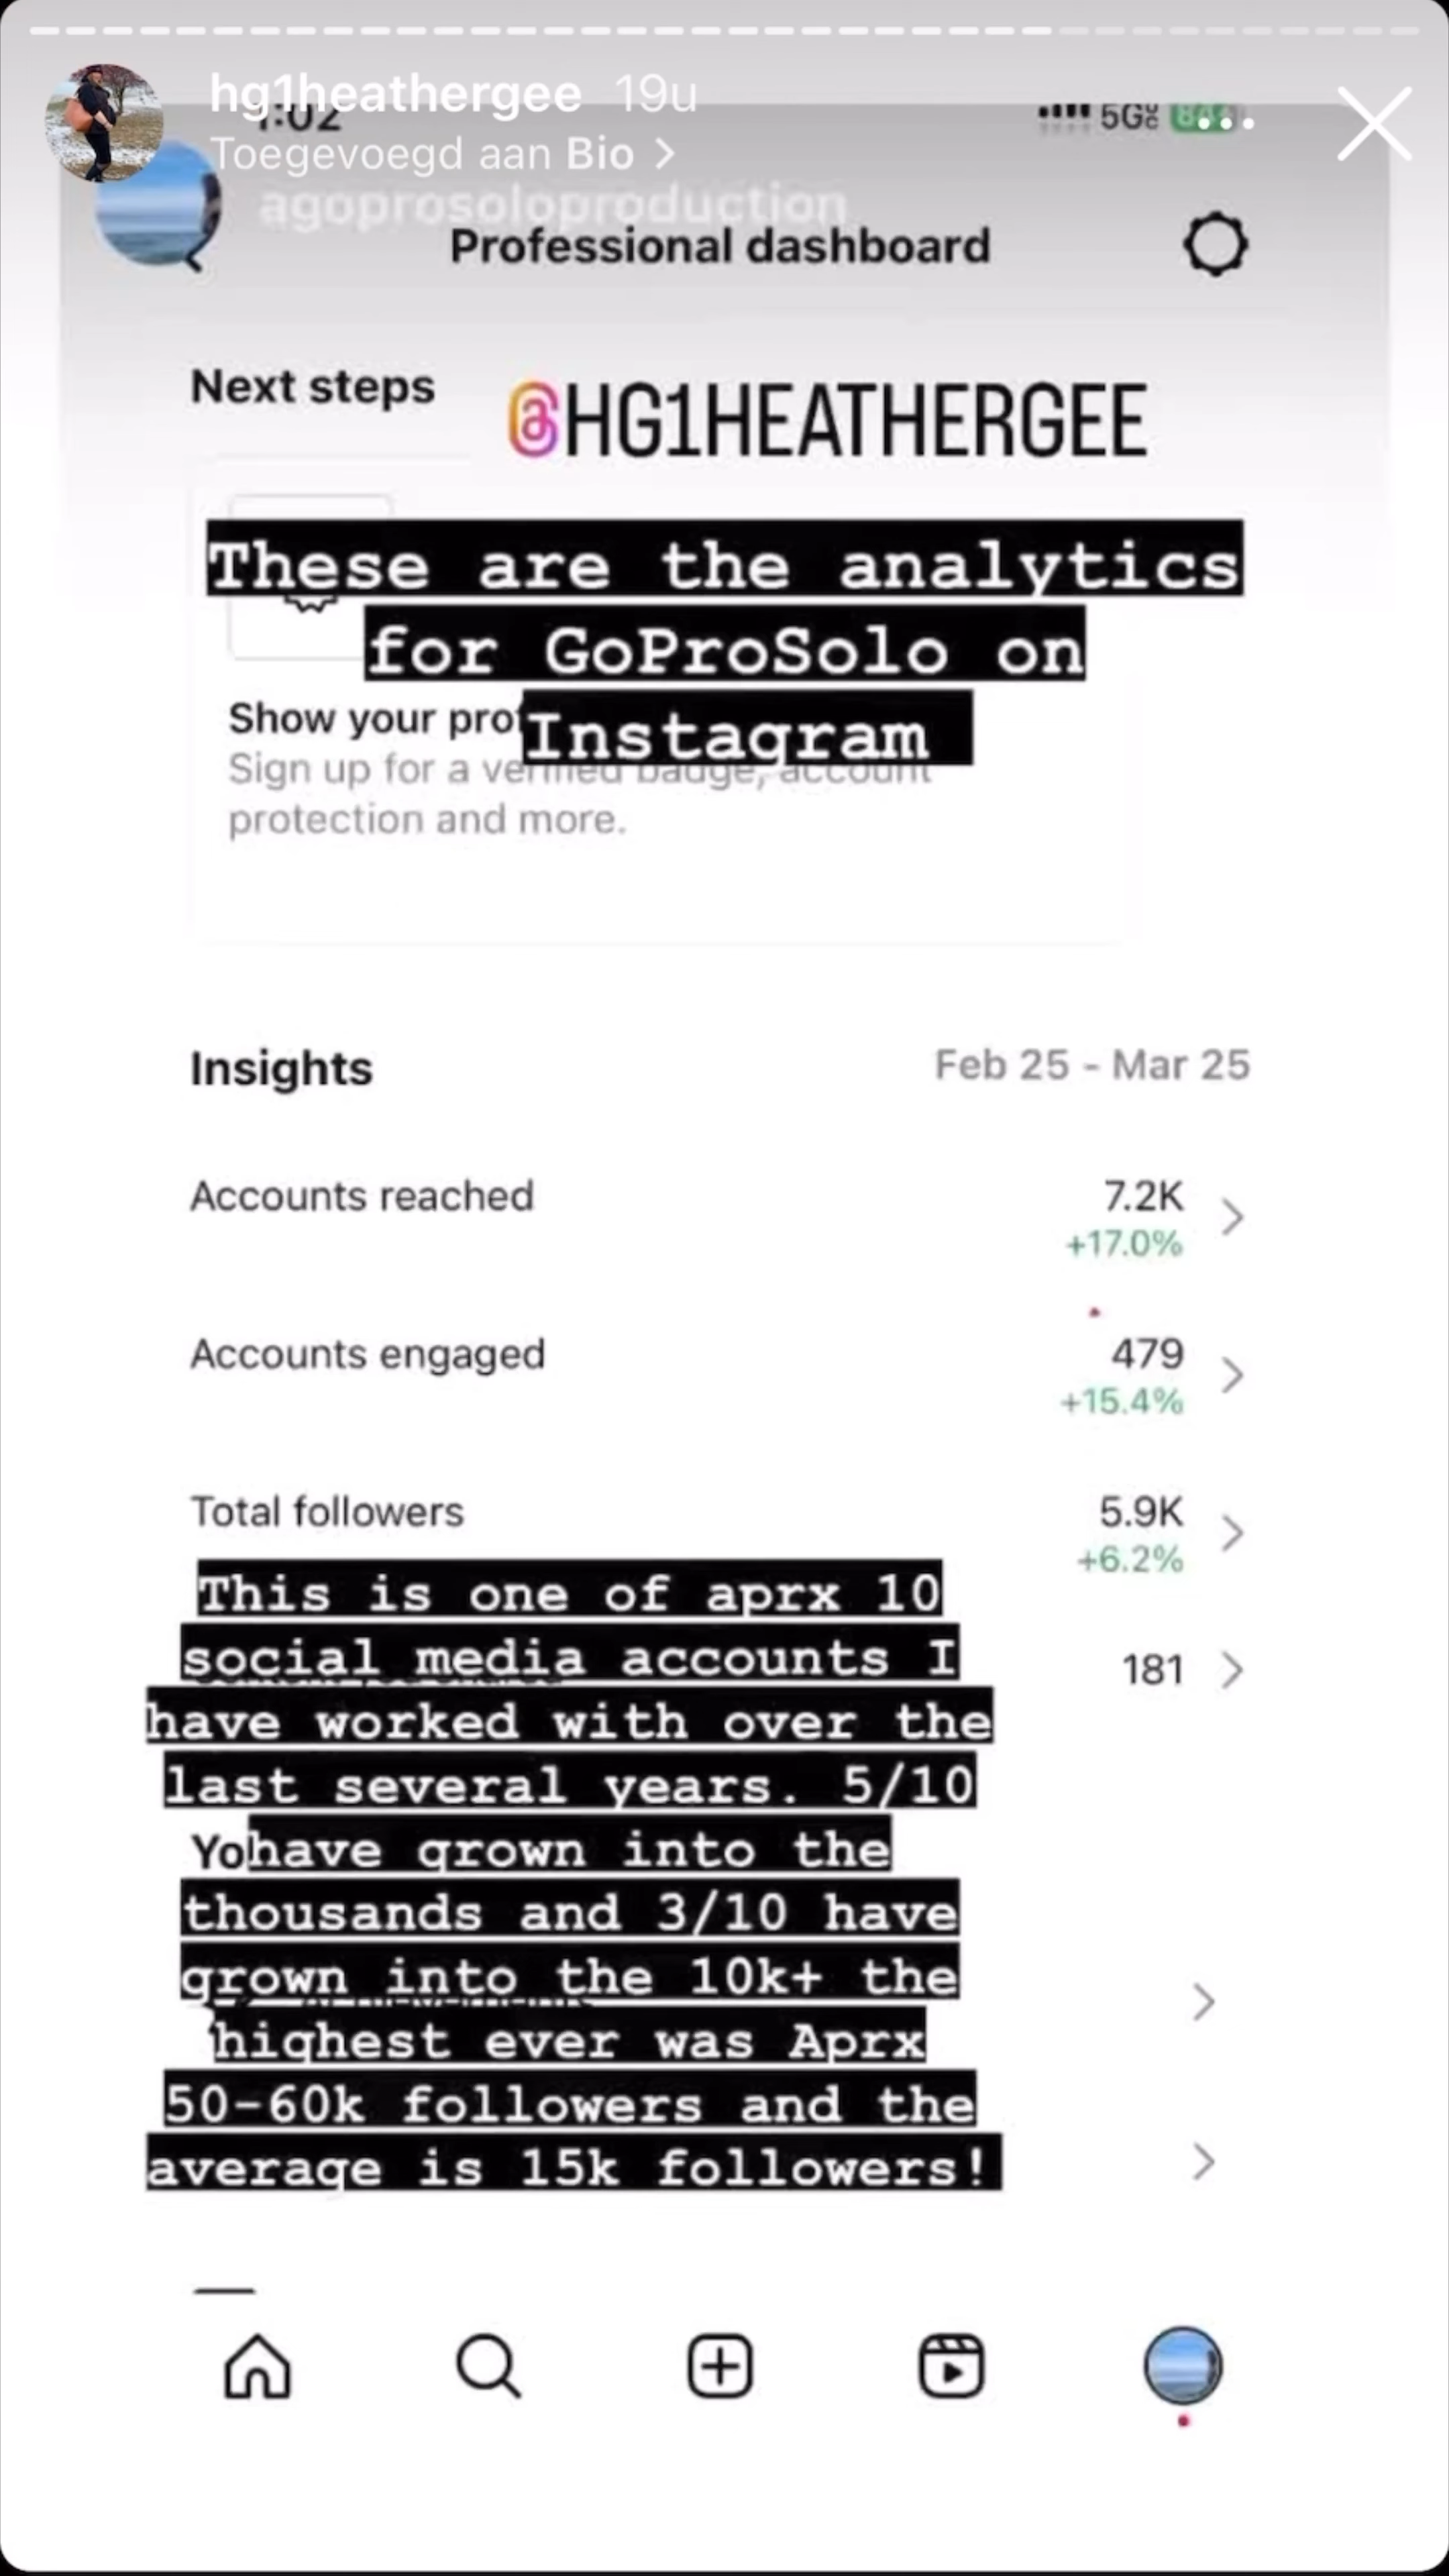 hg1heathergee 19u
1:02
5G
Toegevoegd aan Bio
agoprosoloproduction
Professional dashboard
Next steps
@HG1HEATHERGEE
These are the analytics
for GoProSolo on
Instagram
Show your pro
Sign up for a verified badge, account
protection and more.
Insights Feb 25 - Mar 25
Accounts reached 7.2K
+17.0%
Accounts engaged 479
+15.4%
Total followers 5.9K
+6.2%
This is one of aprx 10
social media accounts I
181
have worked with over the
last several years. 5/10
Yo
have grown into the
thousands and 3/10 have
grown into the 10k+ the
highest ever was Aprx
50-60k followers and the
average is 15k followers!